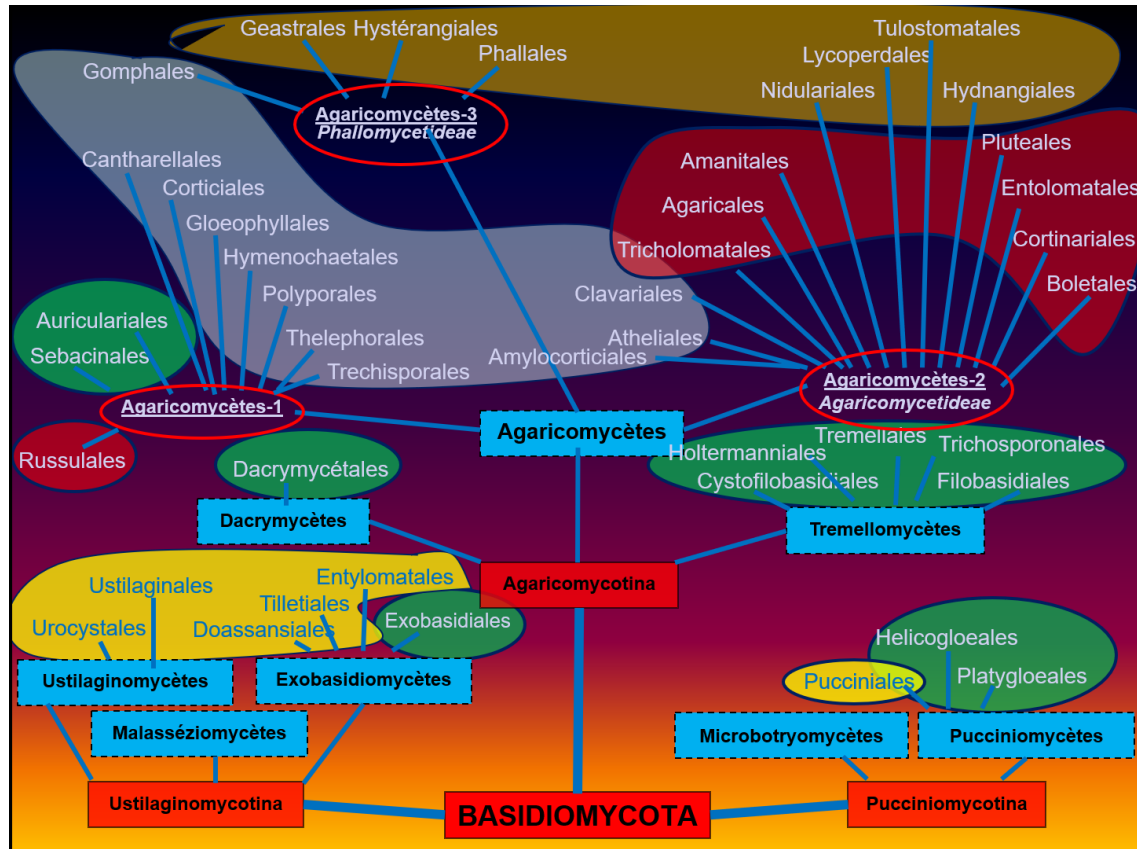 Geastrales
Hystérangiales
Tulostomatales
Phallales
Lycoperdales
Gomphales
Nidulariales
Hydnangiales
Agaricomycètes-3
Phallomycetideae
Pluteales
Cantharellales
Amanitales
Corticiales
Entolomatales
Agaricales
Gloeophyllales
Cortinariales
Hymenochaetales
Tricholomatales
Boletales
Polyporales
Clavariales
Auriculariales
Thelephorales
Atheliales
Sebacinales
Amylocorticiales
Trechisporales
Agaricomycètes-2
Agaricomycetideae
Agaricomycètes-1
Agaricomycètes
Russulales
Dacrymycétales
Tremellales
Trichosporonales
Holtermanniales
Cystofilobasidiales
Filobasidiales
Dacrymycètes
Tremellomycètes
Agaricomycotina
Ustilaginales
Entylomatales
Tilletiales
Urocystales
Doassansiales
Exobasidiales
Helicogloeales
Platygloeales
Pucciniales
Ustilaginomycètes
Exobasidiomycètes
Malasséziomycètes
Microbotryomycètes
Pucciniomycètes
Ustilaginomycotina
BASIDIOMYCOTA
Pucciniomycotina